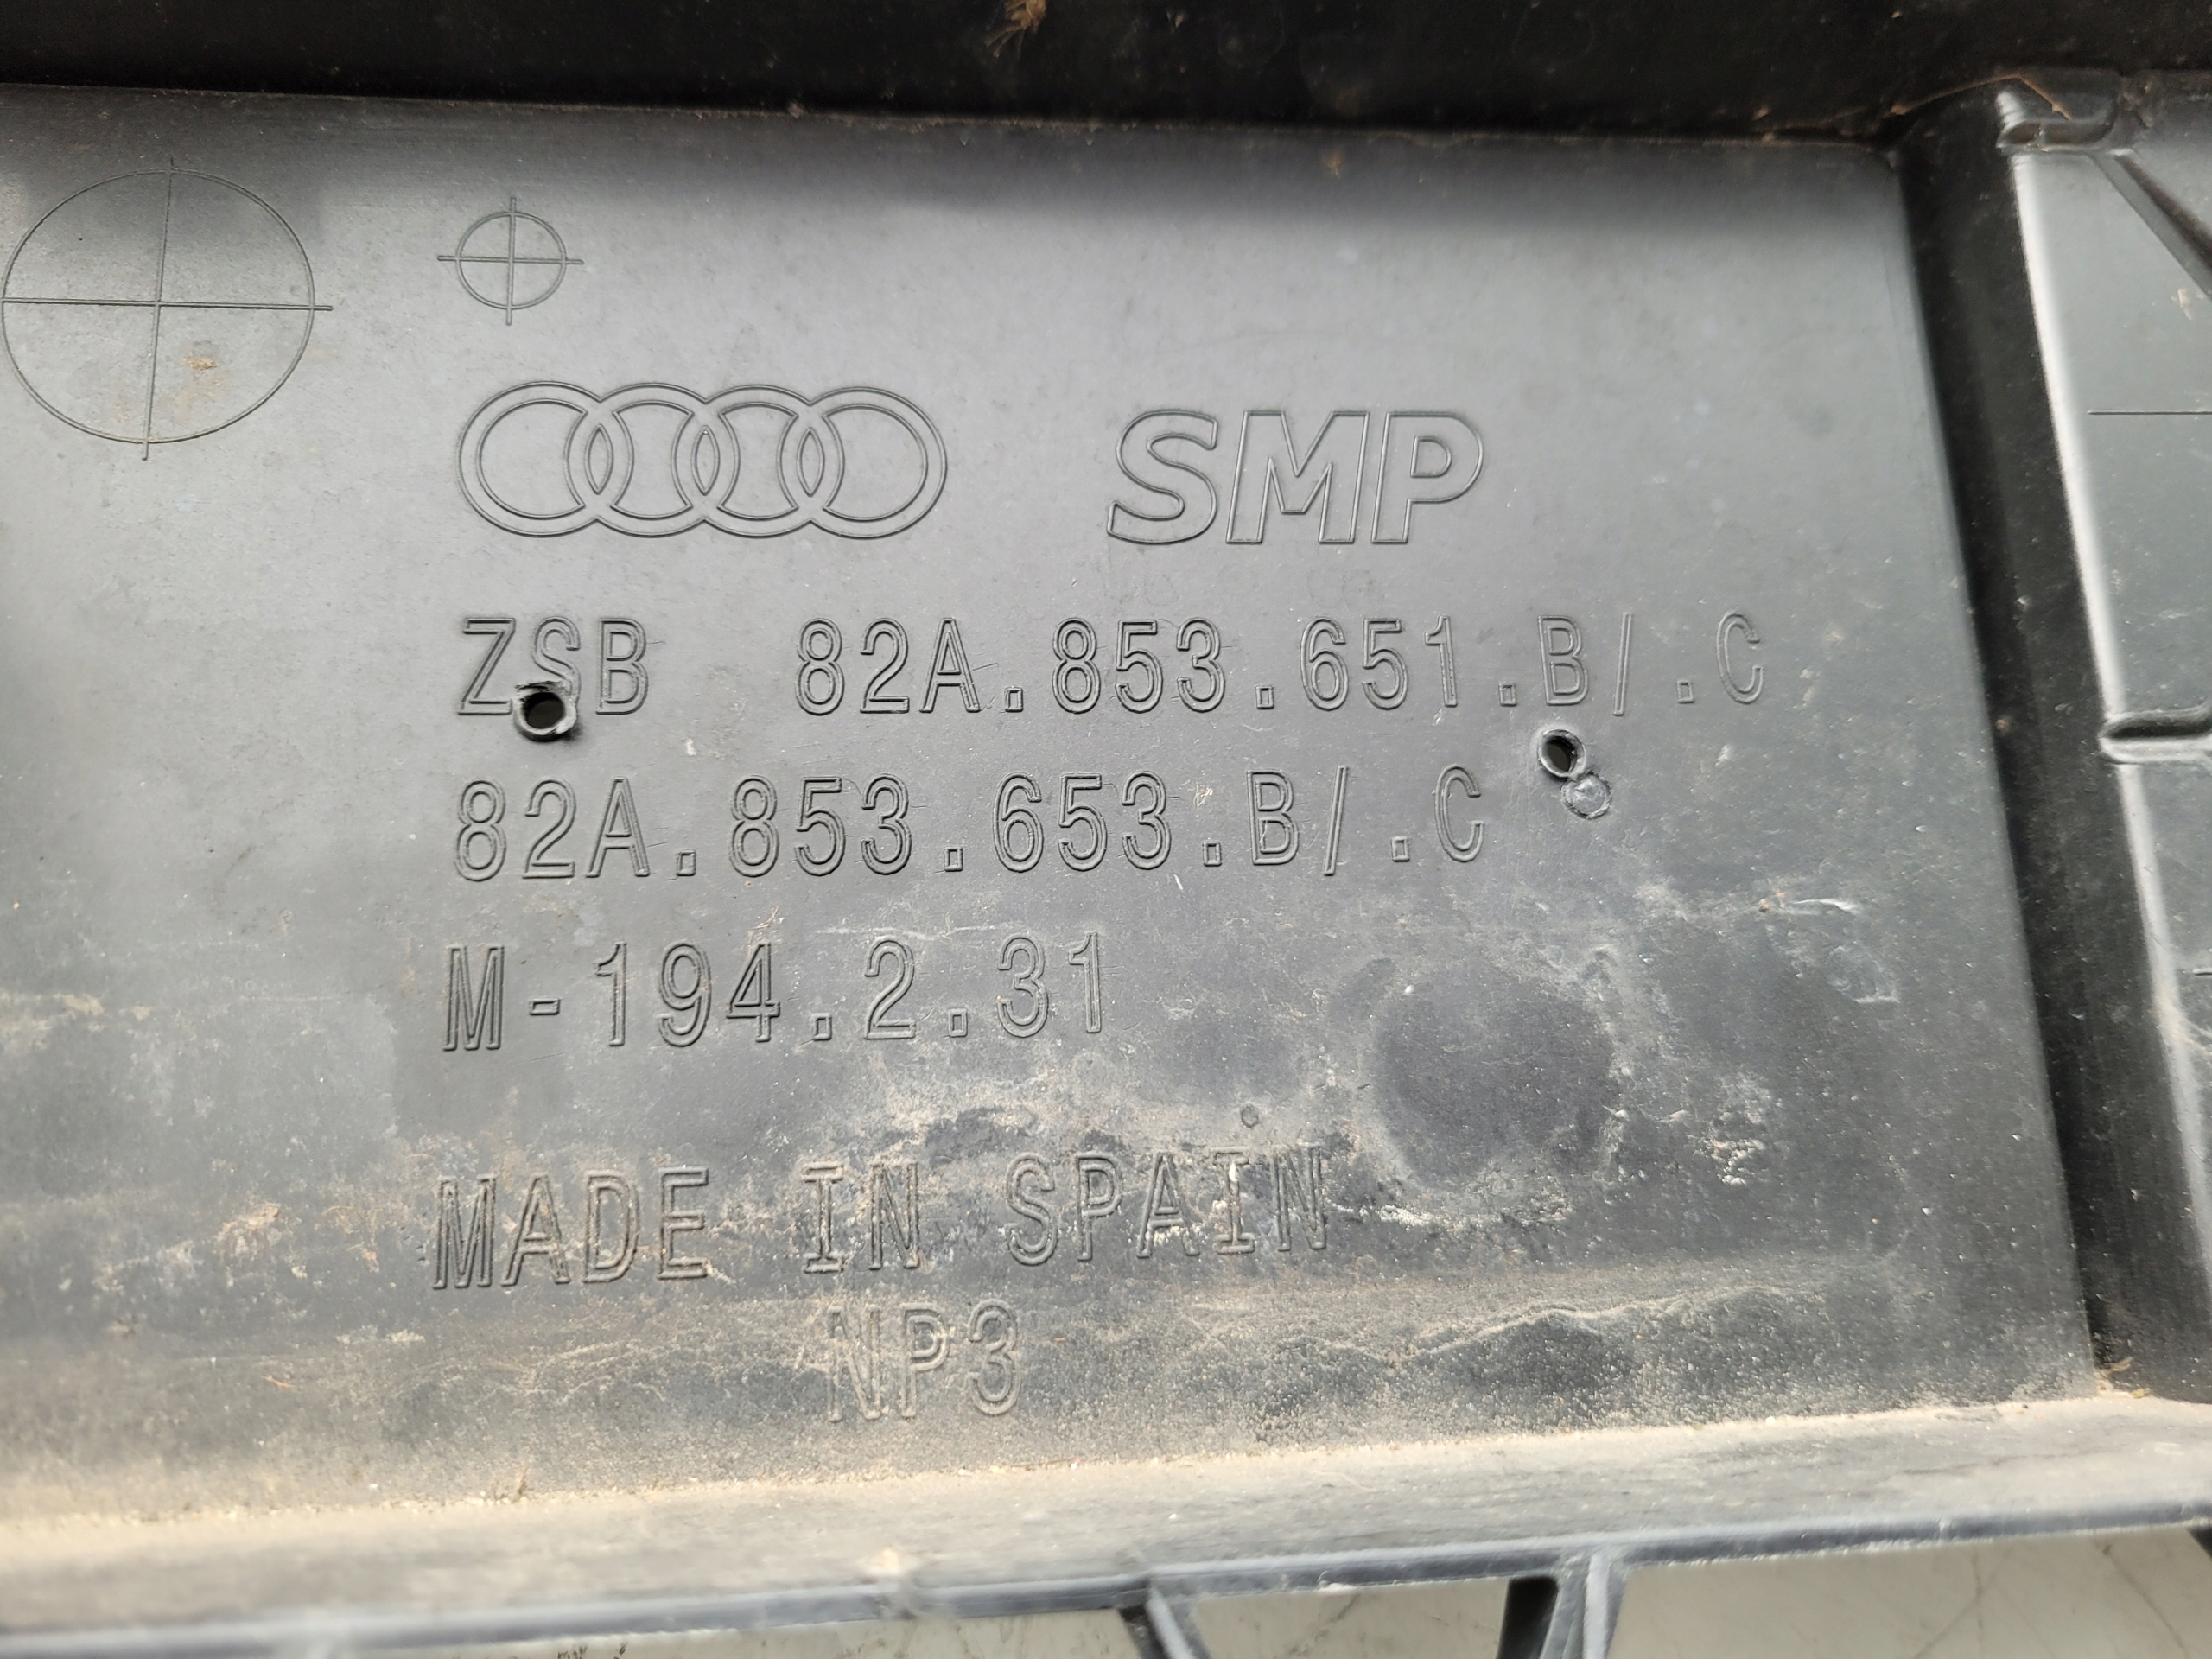 SMP
ZSB 82A.853.651.B/.C
82A.853.653.B/.C
M-194.2.31
MADE IN SPAIN
NP3